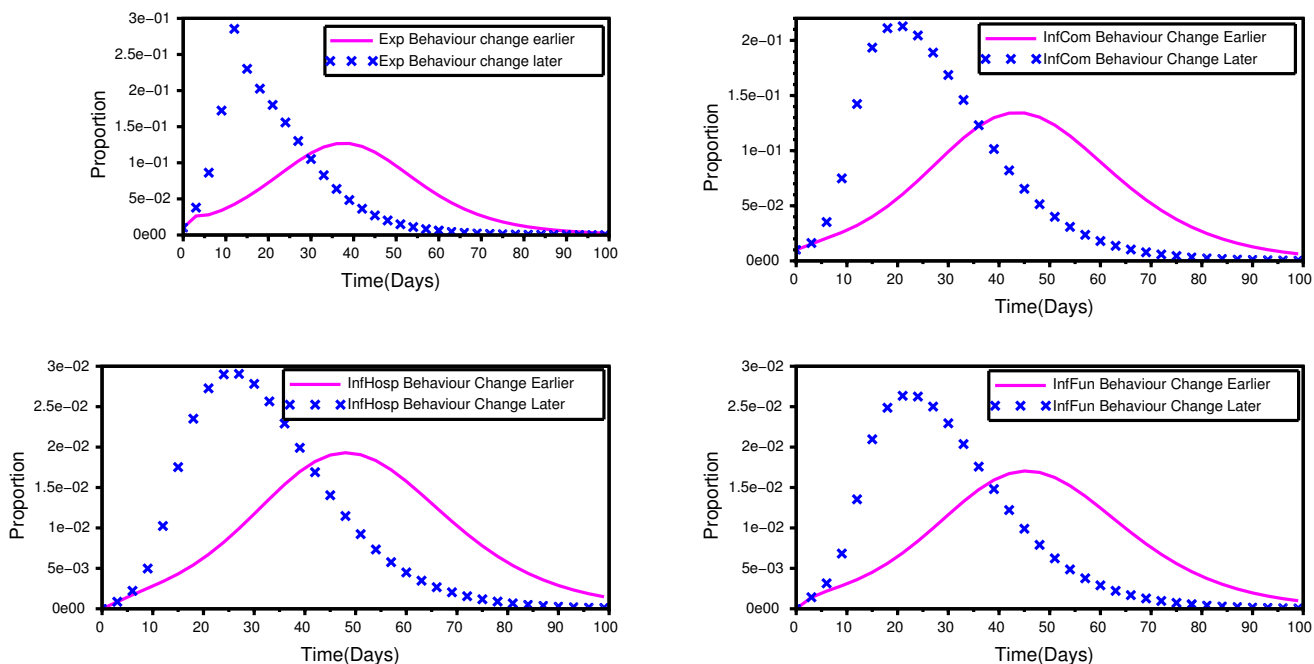 3e−01
2.5e−01
2e−01
1.5e−01
1e−01
5e−02
0e00
Proportion
Exp Behaviour change earlier
Exp Behaviour change later
0 10 20 30 40 50 60 70 80 90 100
Time(Days)
2e−01
1.5e−01
1e−01
5e−02
0e00
Proportion
InfCom Behaviour Change Earlier
InfCom Behaviour Change Later
0 10 20 30 40 50 60 70 80 90 100
Time(Days)
3e−02
2.5e−02
2e−02
1.5e−02
1e−02
5e−03
0e00
Proportion
InfHosp Behaviour Change Earlier
InfHosp Behaviour Change Later
0 10 20 30 40 50 60 70 80 90 100
Time(Days)
3e−02
2.5e−02
2e−02
1.5e−02
1e−02
5e−03
0e00
Proportion
InfFun Behaviour Change Earlier
InfFun Behaviour Change Later
0 10 20 30 40 50 60 70 80 90 100
Time(Days)